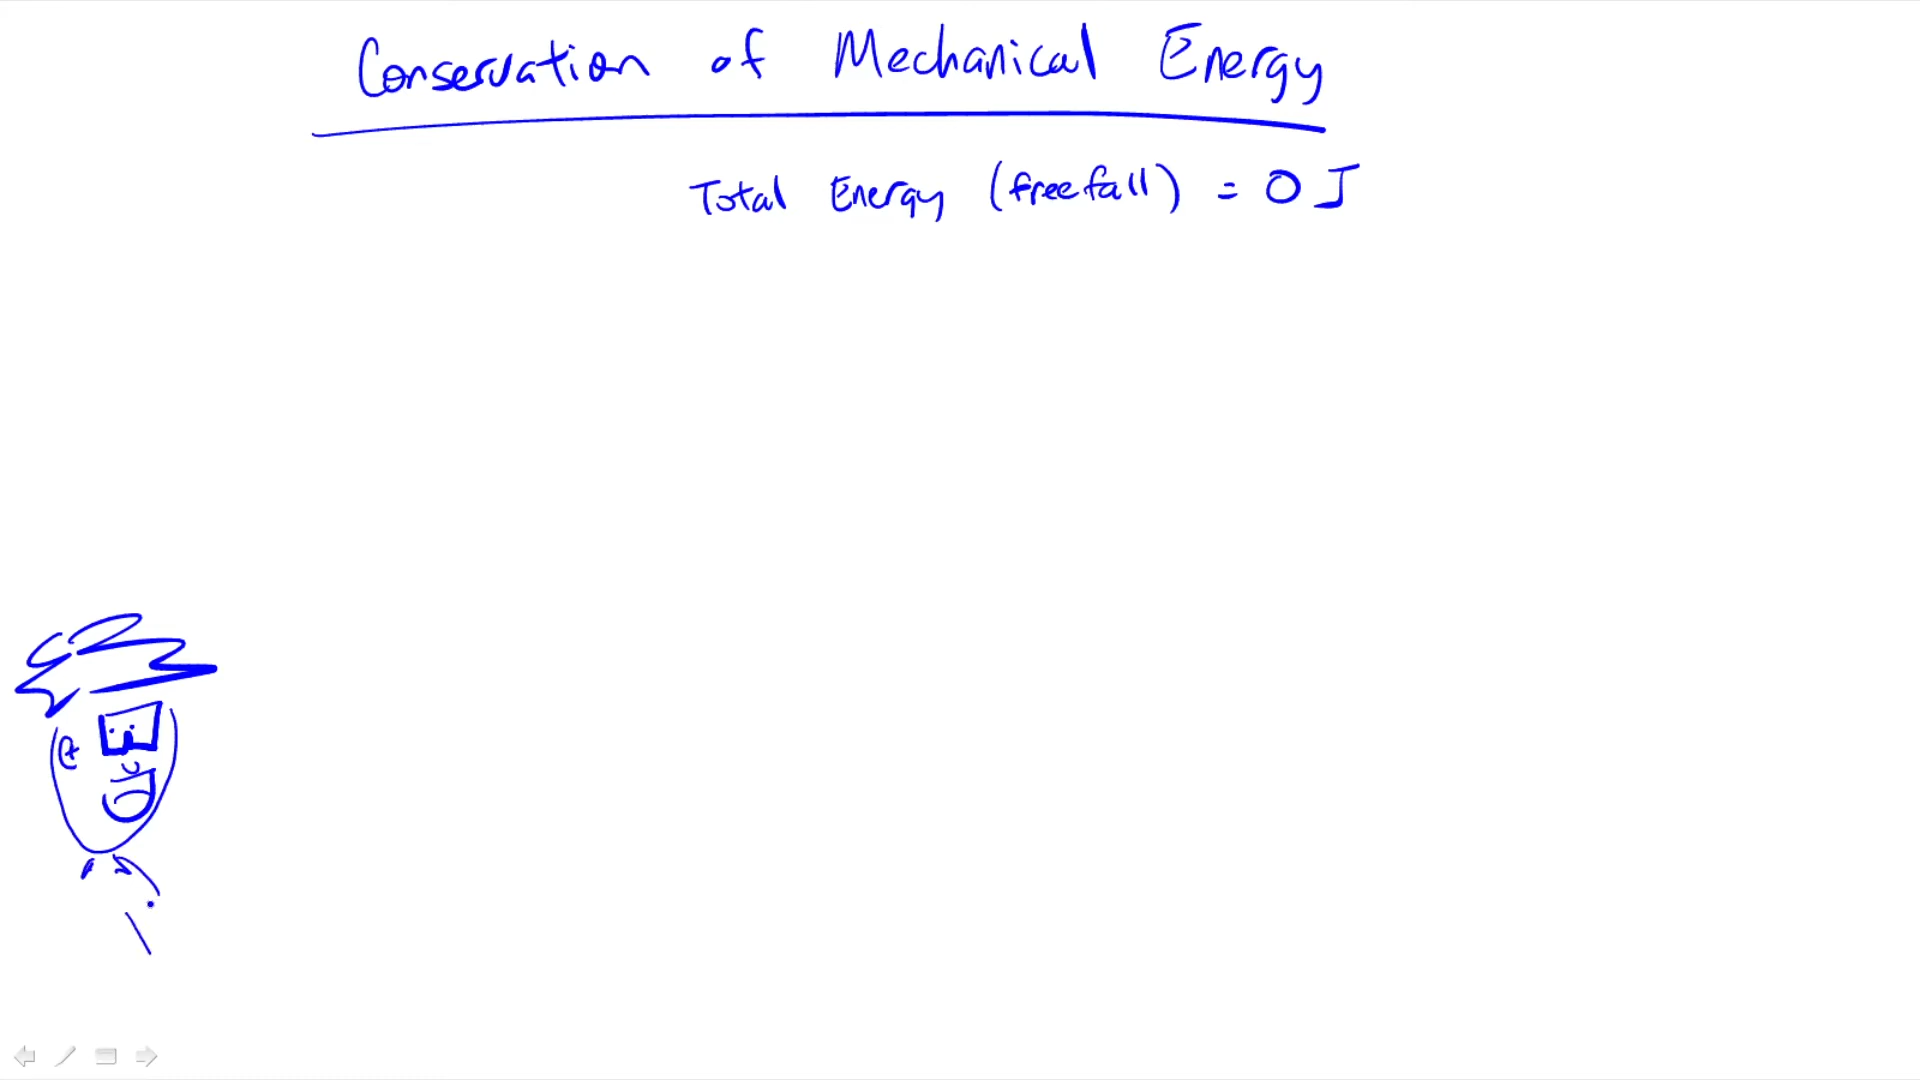 Conservation of Mechanical Energy
Total Energy (freefall) = 0 J